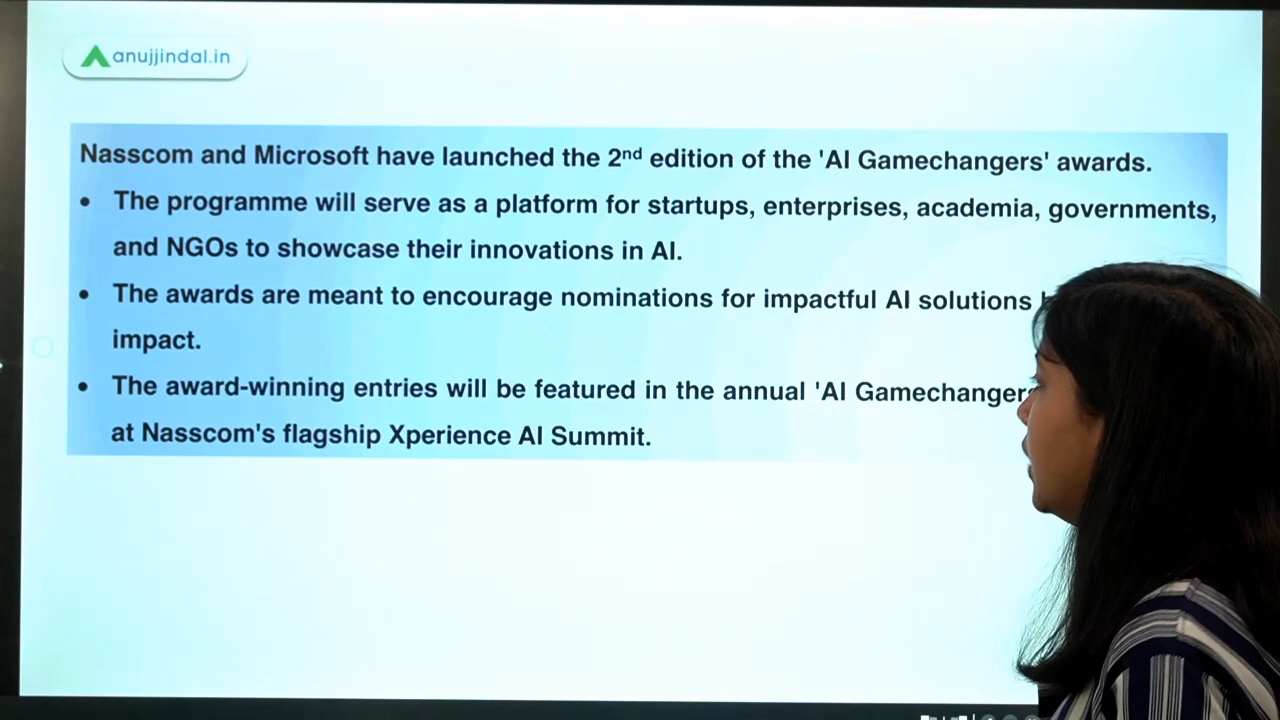 anujjindal.in
Nasscom and Microsoft have launched the 2nd edition of the 'AI Gamechangers' awards.
• The programme will serve as a platform for startups, enterprises, academia, governments,
and NGOs to showcase their innovations in AI.
• The awards are meant to encourage nominations for impactful AI solutions
impact.
• The award-winning entries will be featured in the annual 'AI Gamechangers
at Nasscom's flagship Xperience AI Summit.